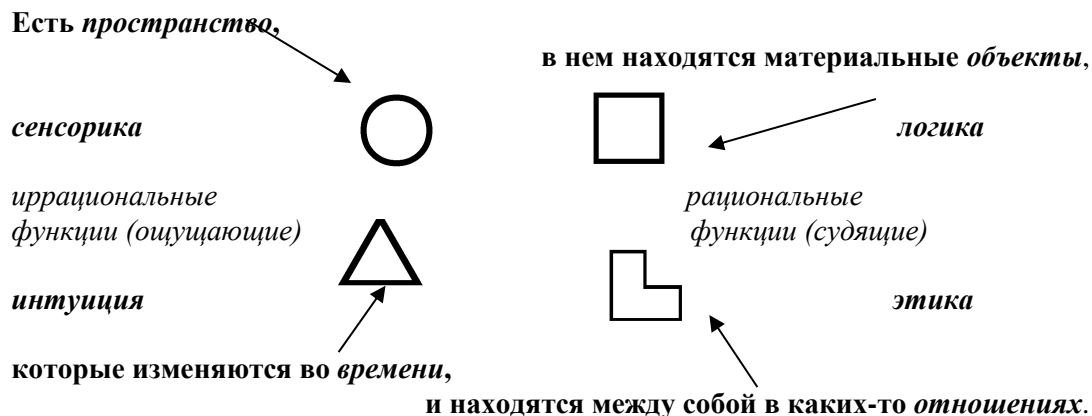 Есть пространство,
в нем находятся материальные объекты,
сенсорика
логика
иррациональные
функции (ощущающие)
рациональные
функции (судящие)
интуиция
этика
которые изменяются во времени,
и находятся между собой в каких-то отношениях.